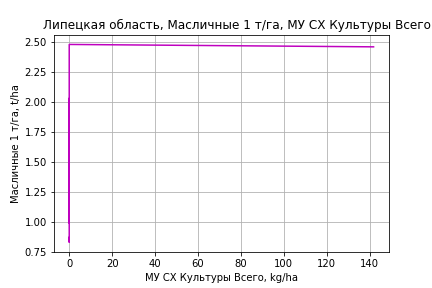 Липецкая область, Масличные 1 т/га, МУ СХ Культуры Всего
2.50
2.25
2.00
1.75
1.50
1.25
1.00
0.75
Масличные 1 т/га, t/ha
0 20 40 60 80 100 120 140
МУ СХ Культуры Всего, kg/ha